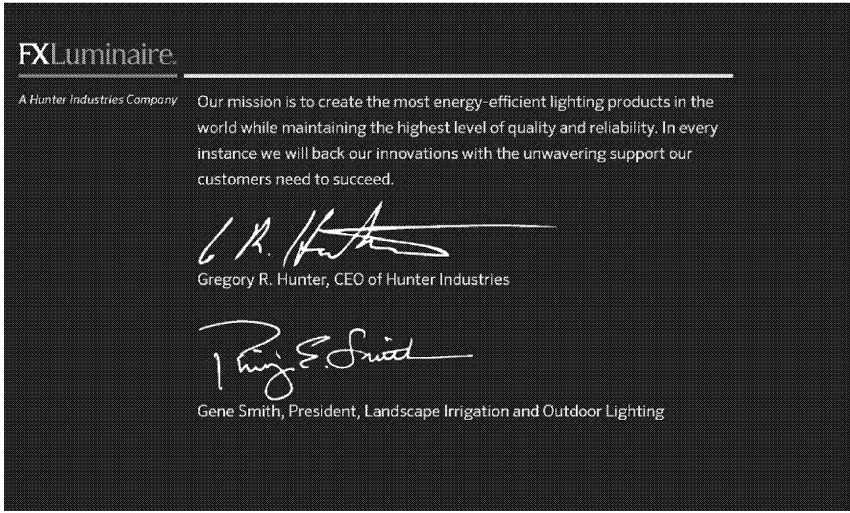 FXLuminaire.
A Hunter Industries Company
Our mission is to create the most energy-efficient lighting products in the
world while maintaining the highest level of quality and reliability. In every
instance we will back our innovations with the unwavering support our
customers need to succeed.
G R. Hunter
Gregory R. Hunter, CEO of Hunter Industries
E. Smith
Gene Smith, President, Landscape Irrigation and Outdoor Lighting